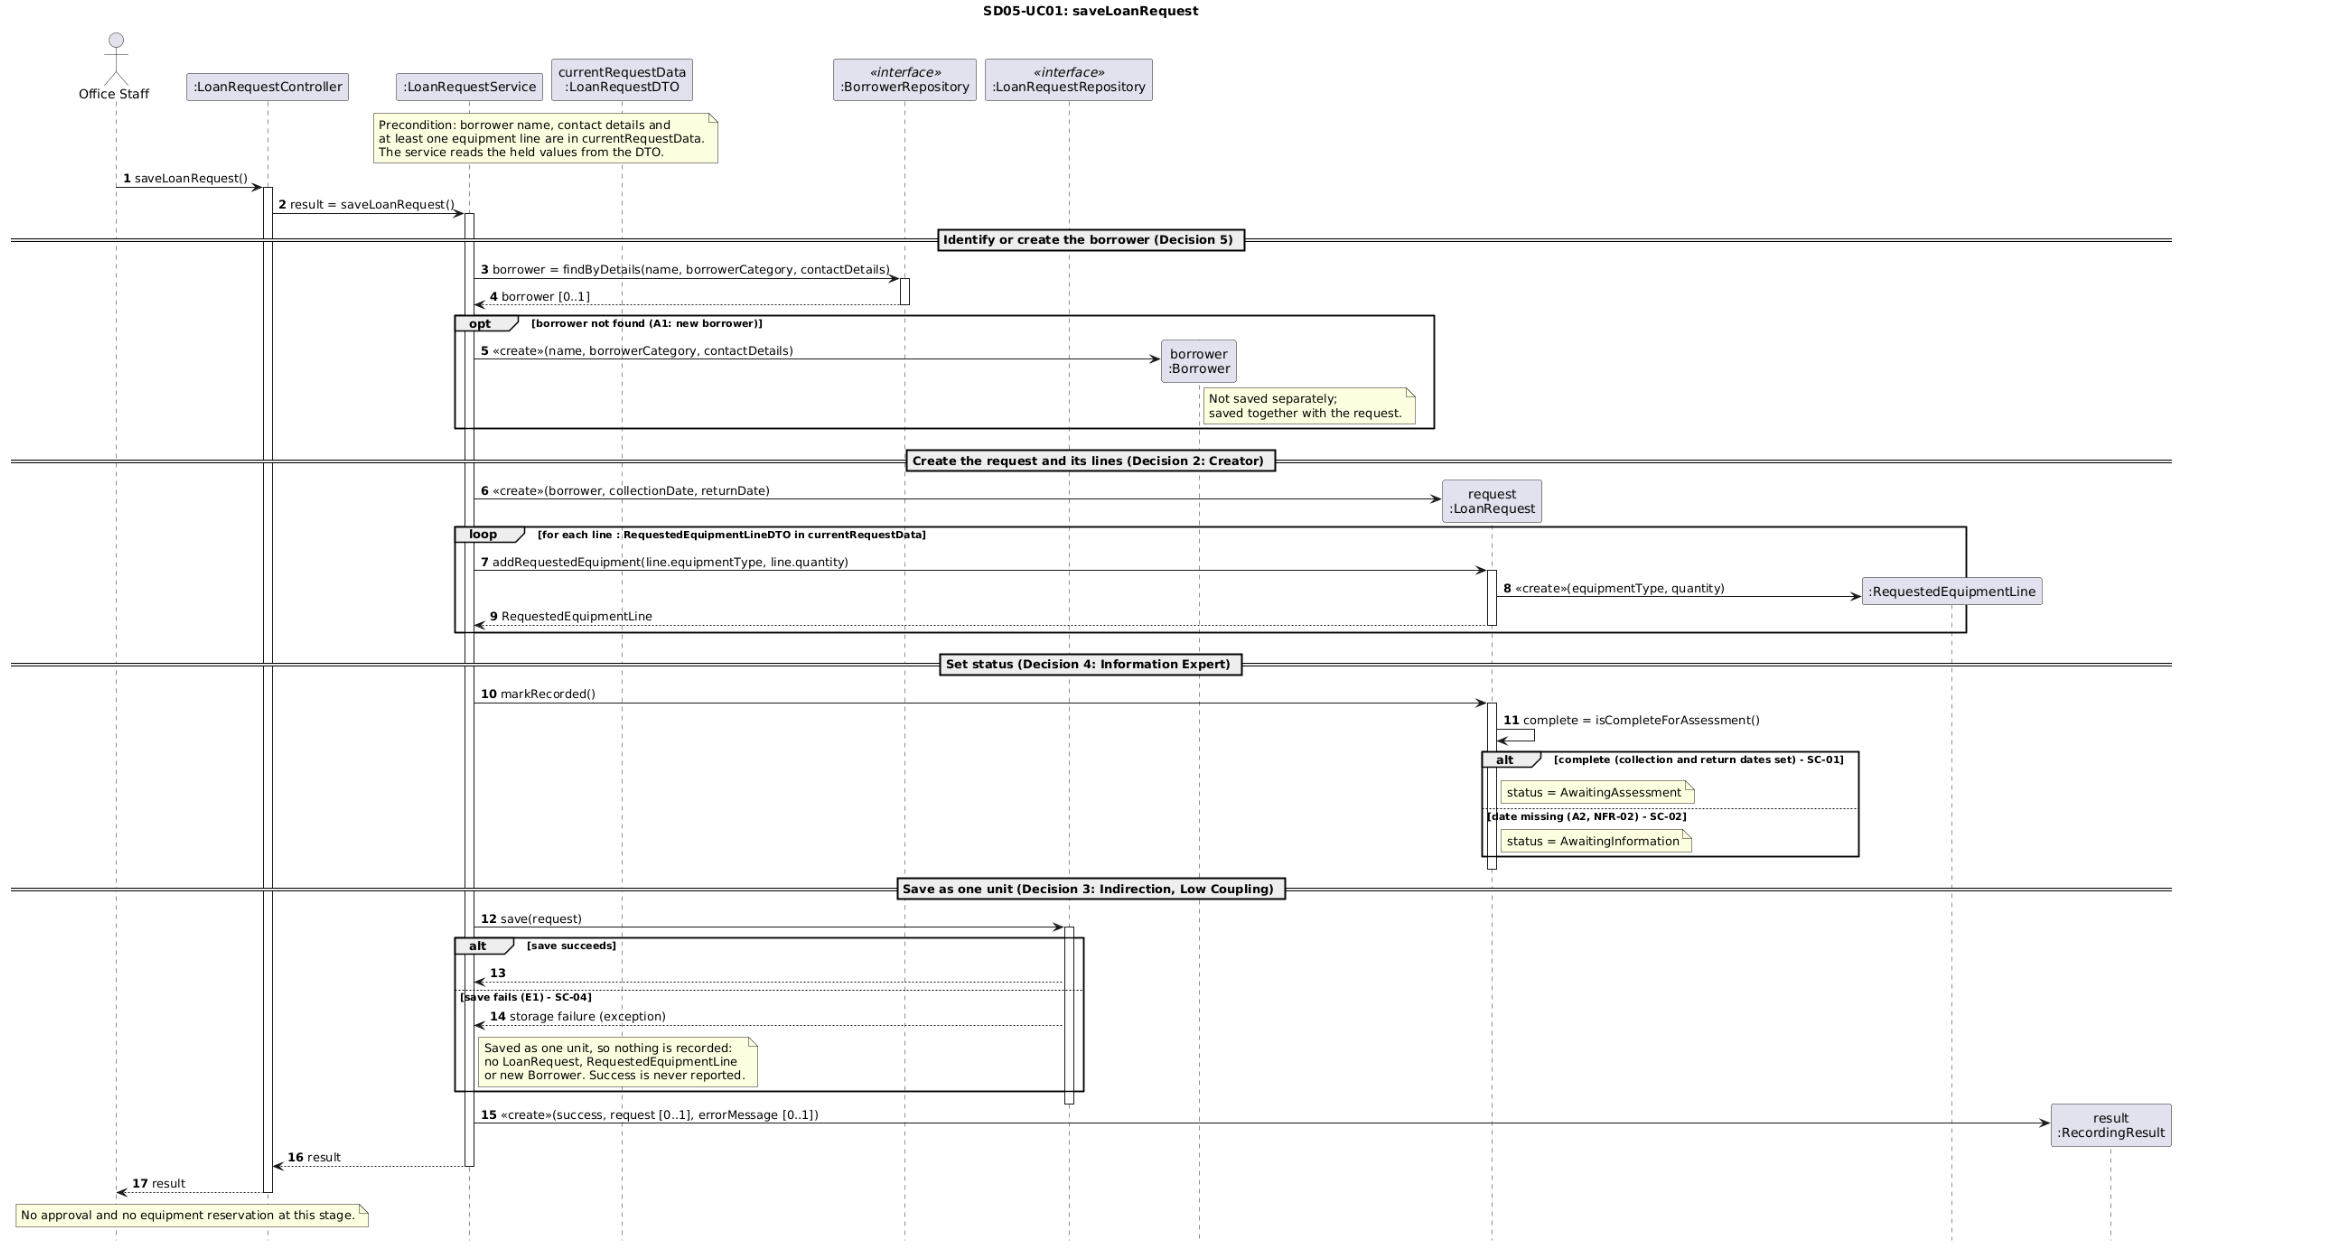 SD05-UC01: saveLoanRequest
Office Staff
:LoanRequestController
:LoanRequestService
currentRequestData
:LoanRequestDTO
«interface»
:BorrowerRepository
«interface»
:LoanRequestRepository
Precondition: borrower name, contact details and
at least one equipment line are in currentRequestData.
The service reads the held values from the DTO.
1 saveLoanRequest()
2 result = saveLoanRequest()
Identify or create the borrower (Decision 5)
3 borrower = findByDetails(name, borrowerCategory, contactDetails)
4 borrower [0..1]
opt [borrower not found (A1: new borrower)]
5 «create»(name, borrowerCategory, contactDetails)
borrower
:Borrower
Not saved separately;
saved together with the request.
Create the request and its lines (Decision 2: Creator)
6 «create»(borrower, collectionDate, returnDate)
request
:LoanRequest
loop [for each line : RequestedEquipmentLineDTO in currentRequestData]
7 addRequestedEquipment(line.equipmentType, line.quantity)
8 «create»(equipmentType, quantity)
:RequestedEquipmentLine
9 RequestedEquipmentLine
Set status (Decision 4: Information Expert)
10 markRecorded()
11 complete = isCompleteForAssessment()
alt [complete (collection and return dates set) - SC-01]
status = AwaitingAssessment
[date missing (A2, NFR-02) - SC-02]
status = AwaitingInformation
Save as one unit (Decision 3: Indirection, Low Coupling)
12 save(request)
alt [save succeeds]
13
[save fails (E1) - SC-04]
14 storage failure (exception)
Saved as one unit, so nothing is recorded:
no LoanRequest, RequestedEquipmentLine
or new Borrower. Success is never reported.
15 «create»(success, request [0..1], errorMessage [0..1])
result
:RecordingResult
16 result
17 result
No approval and no equipment reservation at this stage.